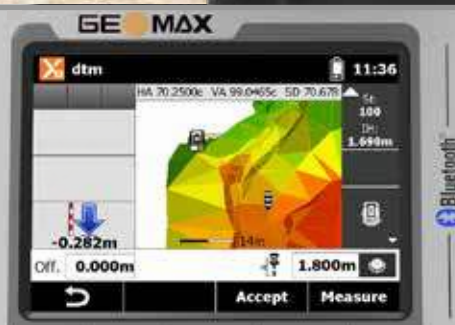 GEOMAX
dtm 11:36
HA 70.2500c VA 99.0465c SD 70.678
St:
100
IH:
1.690m
-0.282m
14m
Off. 0.000m 1.800m
Accept Measure
Bluetooth